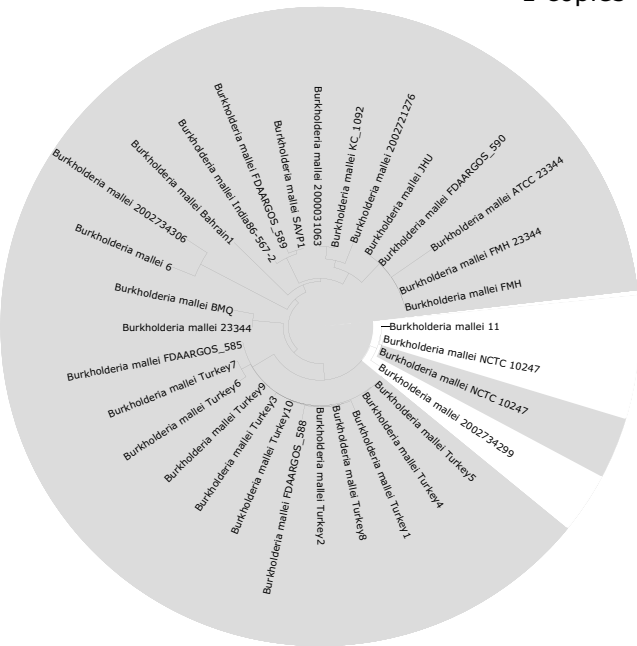 copies
Burkholderia mallei 2002734306
Burkholderia mallei Bahrain1
Burkholderia mallei India86-567-2
Burkholderia mallei FDAARGOS_589
Burkholderia mallei SAVP1
Burkholderia mallei 2000031063
Burkholderia mallei KC_1092
Burkholderia mallei 2002721276
Burkholderia mallei JHU
Burkholderia mallei FDAARGOS_590
Burkholderia mallei ATCC 23344
Burkholderia mallei FMH 23344
Burkholderia mallei FMH
Burkholderia mallei 11
Burkholderia mallei NCTC 10247
Burkholderia mallei NCTC 10247
Burkholderia mallei 2002734299
Burkholderia mallei Turkey5
Burkholderia mallei Turkey4
Burkholderia mallei Turkey1
Burkholderia mallei Turkey8
Burkholderia mallei Turkey2
Burkholderia mallei FDAARGOS_588
Burkholderia mallei Turkey10
Burkholderia mallei Turkey3
Burkholderia mallei Turkey9
Burkholderia mallei Turkey6
Burkholderia mallei Turkey7
Burkholderia mallei FDAARGOS_585
Burkholderia mallei 23344
Burkholderia mallei BMQ
Burkholderia mallei 6